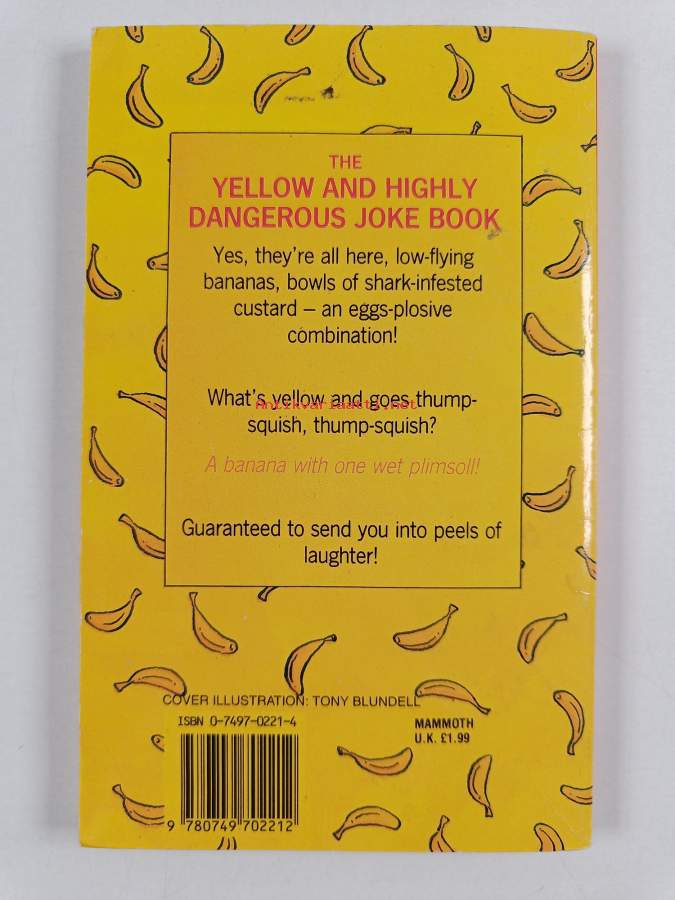 THE
YELLOW AND HIGHLY
DANGEROUS JOKE BOOK
Yes, they're all here, low-flying
bananas, bowls of shark-infested
custard – an eggs-plosive
combination!
What's yellow and goes thump-
antikvariaatti.net
squish, thump-squish?
A banana with one wet plimsoll!
Guaranteed to send you into peels of
laughter!
COVER ILLUSTRATION: TONY BLUNDELL
ISBN 0-7497-0221-4
MAMMOTH
U.K. £1.99
9 780749 702212